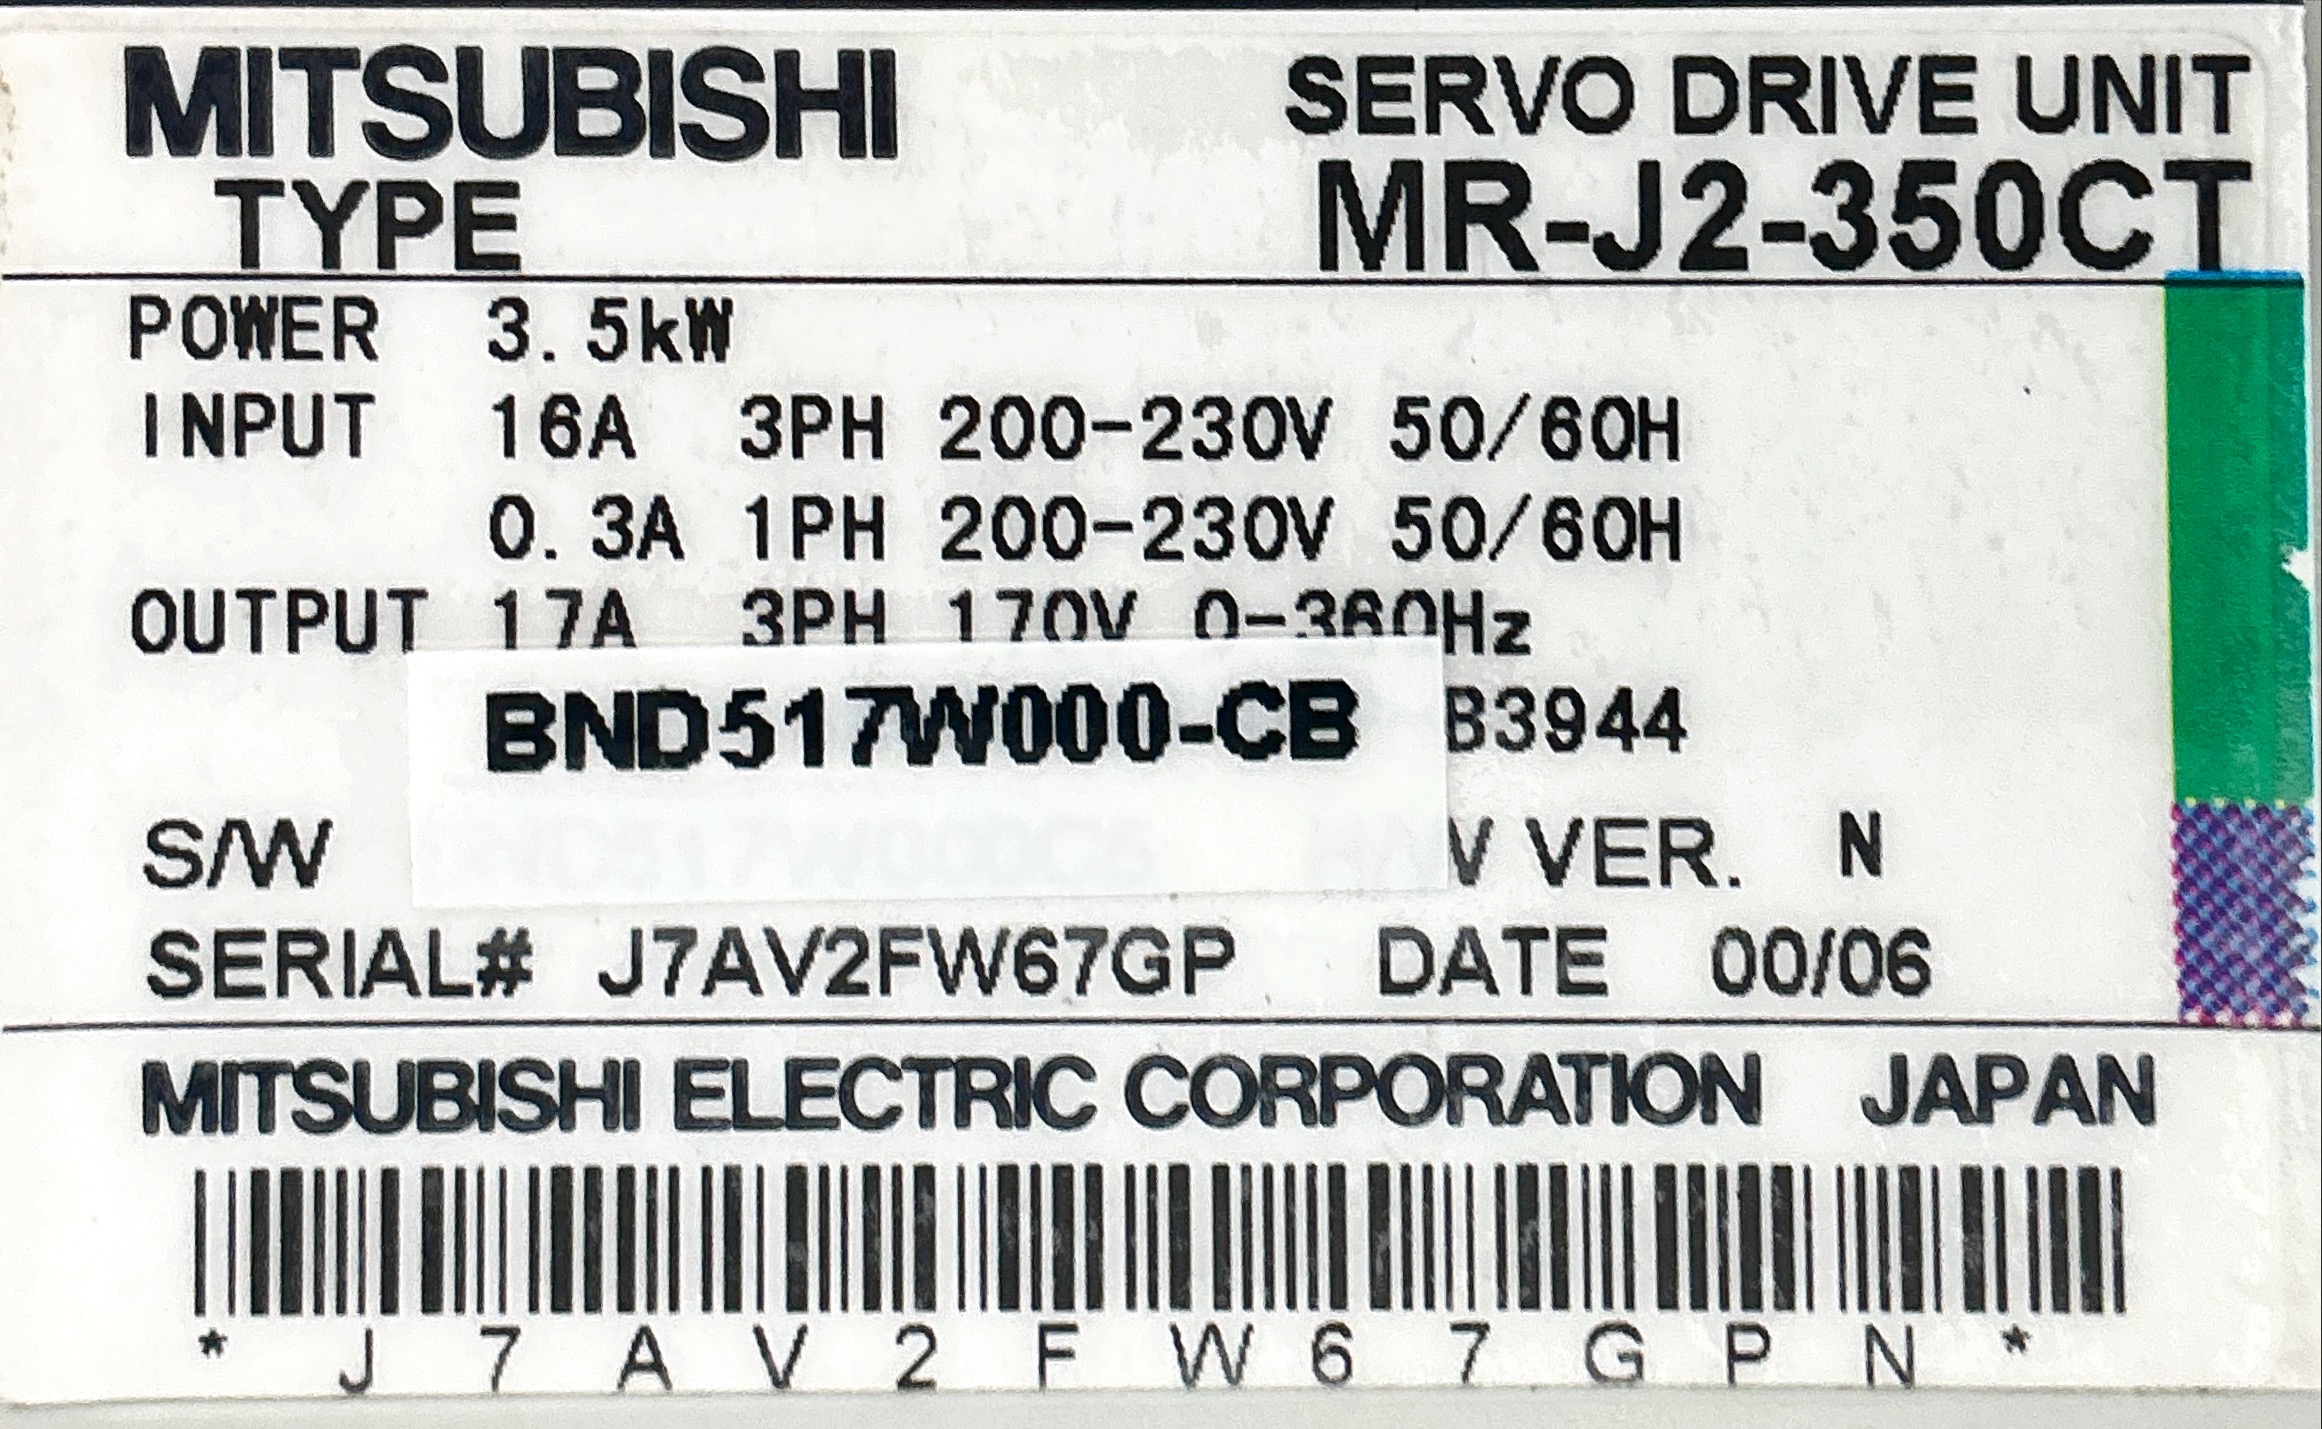 MITSUBISHI SERVO DRIVE UNIT
TYPE MR-J2-350CT
POWER 3.5kW
INPUT 16A 3PH 200-230V 50/60H
0.3A 1PH 200-230V 50/60H
OUTPUT 17A 3PH 170V 0-360Hz
BND517W000-CB B3944
S/W VER. N
SERIAL# J7AV2FW67GP DATE 00/06
MITSUBISHI ELECTRIC CORPORATION JAPAN
* J 7 A V 2 F W 6 7 G P N *